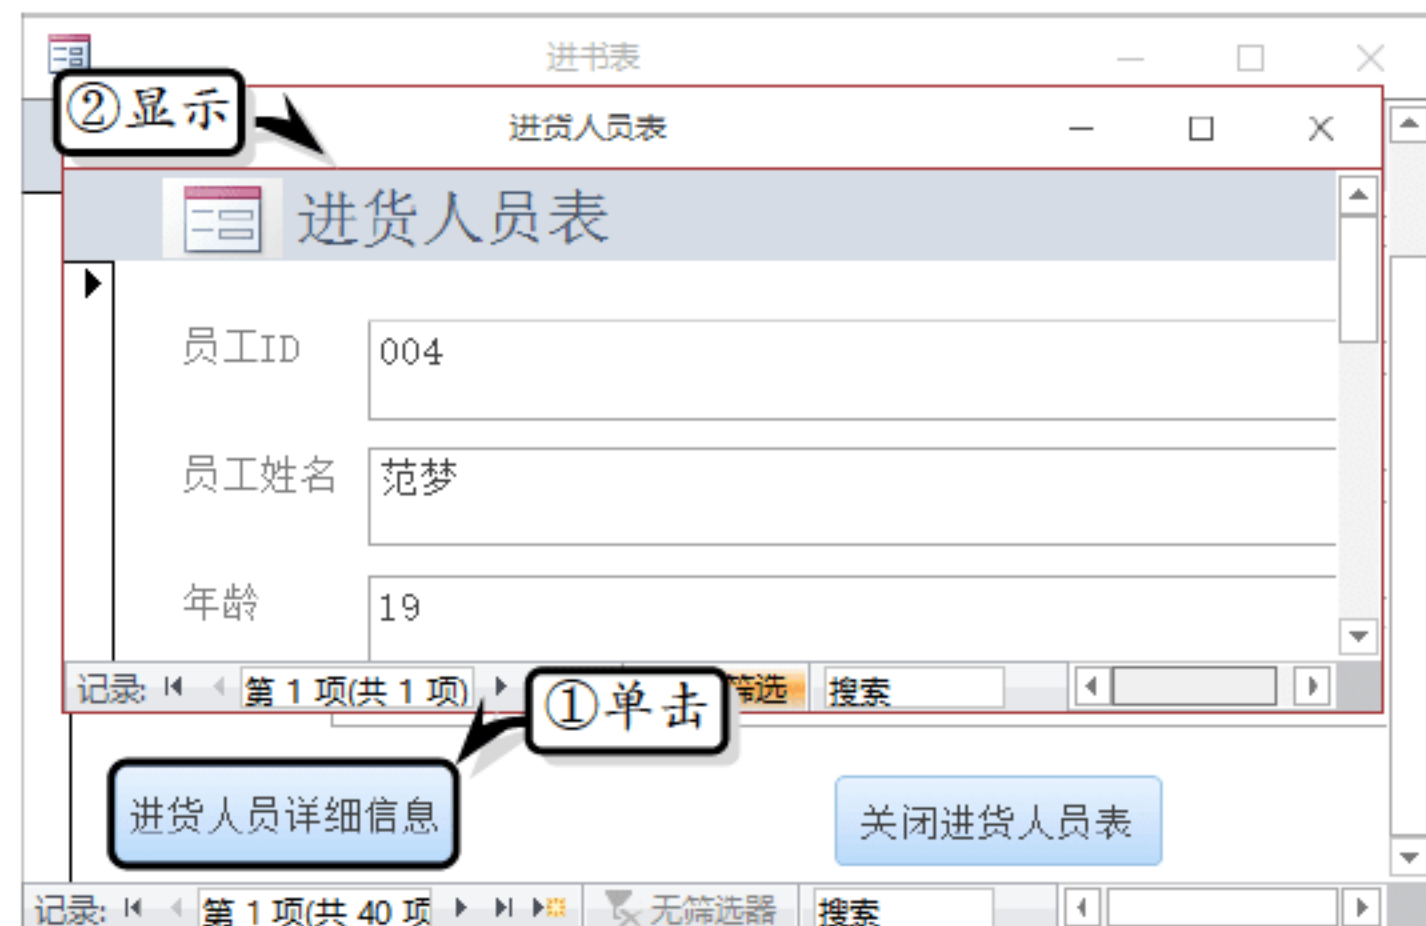 进书表
②显示
进货人员表
进货人员表
员工ID 004
员工姓名 范梦
年龄 19
记录: 第 1 项(共 1 项) 筛选 搜索
①单击
进货人员详细信息 关闭进货人员表
记录: 第 1 项(共 40 项 无筛选器 搜索